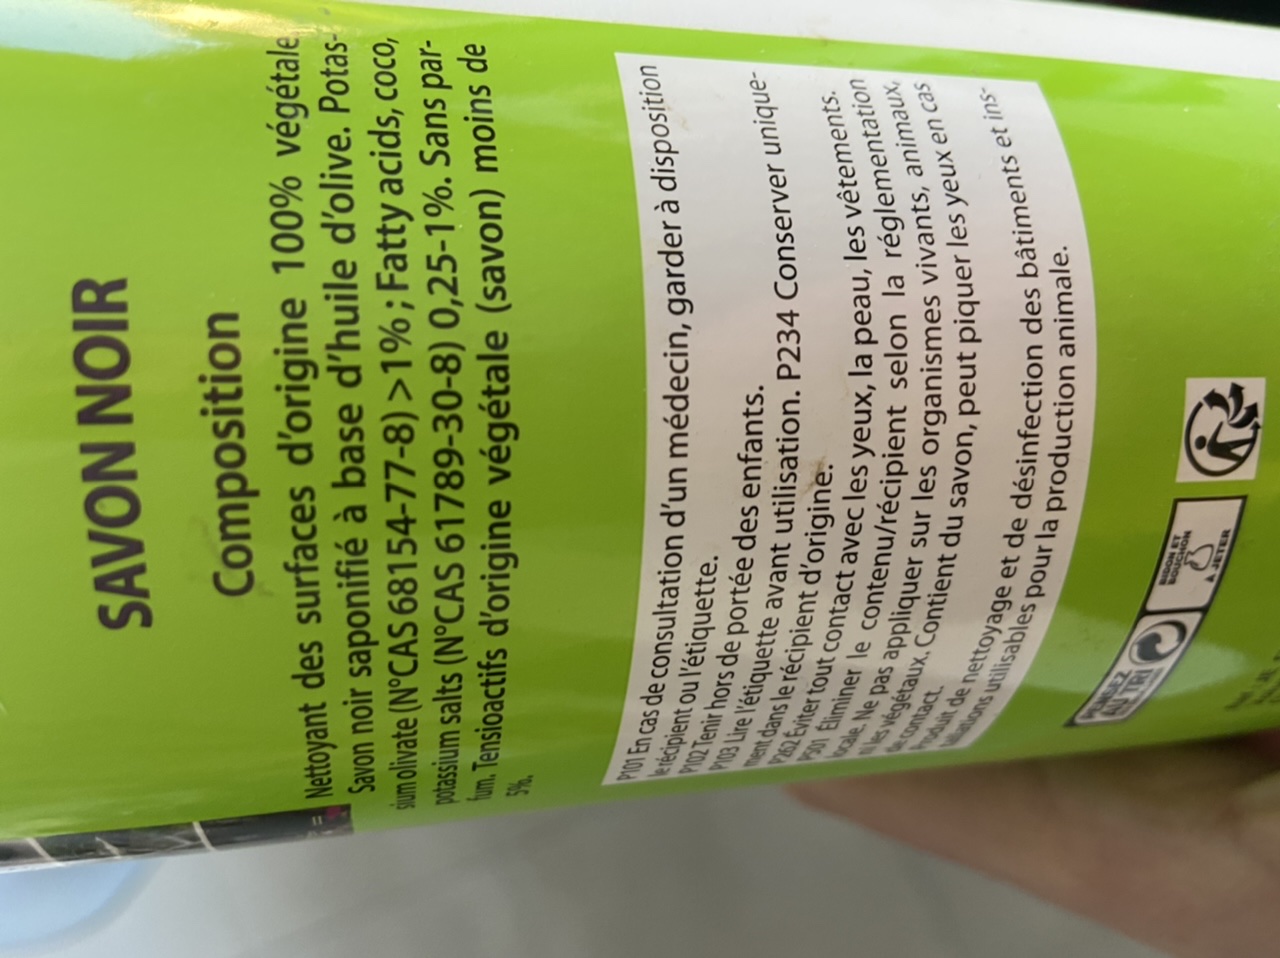 SAVON NOIR
Composition
Nettoyant des surfaces d'origine 100% végétale
Savon noir saponifié à base d'huile d'olive. Potas-
sium olivate (N°CAS 68154-77-8) >1% ; Fatty acids, coco,
potassium salts (N°CAS 61789-30-8) 0,25-1%. Sans par-
fum. Tensioactifs d'origine végétale (savon) moins de
5%.
P101 En cas de consultation d'un médecin, garder à disposition
le récipient ou l'étiquette.
P102 Tenir hors de portée des enfants.
P103 Lire l'étiquette avant utilisation. P234 Conserver unique-
ment dans le récipient d'origine.
P262 Éviter tout contact avec les yeux, la peau, les vêtements.
P501 Éliminer le contenu/récipient selon la réglementation
locale. Ne pas appliquer sur les organismes vivants, animaux,
ni les végétaux. Contient du savon, peut piquer les yeux en cas
de contact.
Produit de nettoyage et de désinfection des bâtiments et ins-
tallations utilisables pour la production animale.
PENSEZ
AU TRI
BIDON ET
BOUCHON
À JETER